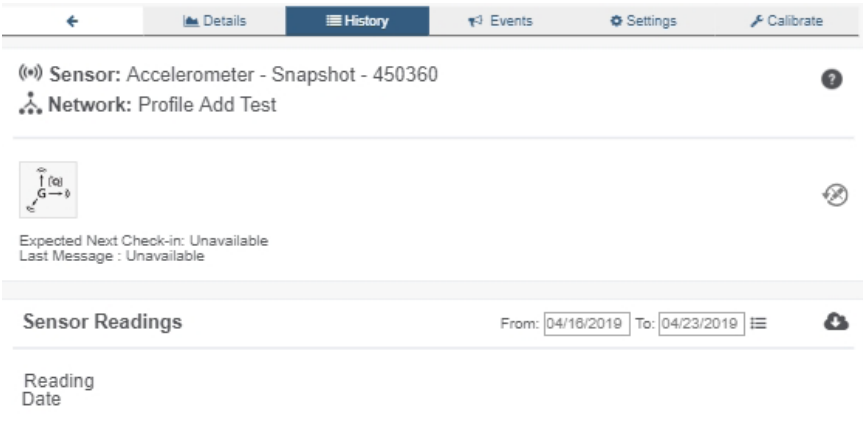 Details History Events Settings Calibrate
Sensor: Accelerometer - Snapshot - 450360
Network: Profile Add Test
G
Expected Next Check-in: Unavailable
Last Message : Unavailable
Sensor Readings From: 04/16/2019 To: 04/23/2019
Reading
Date